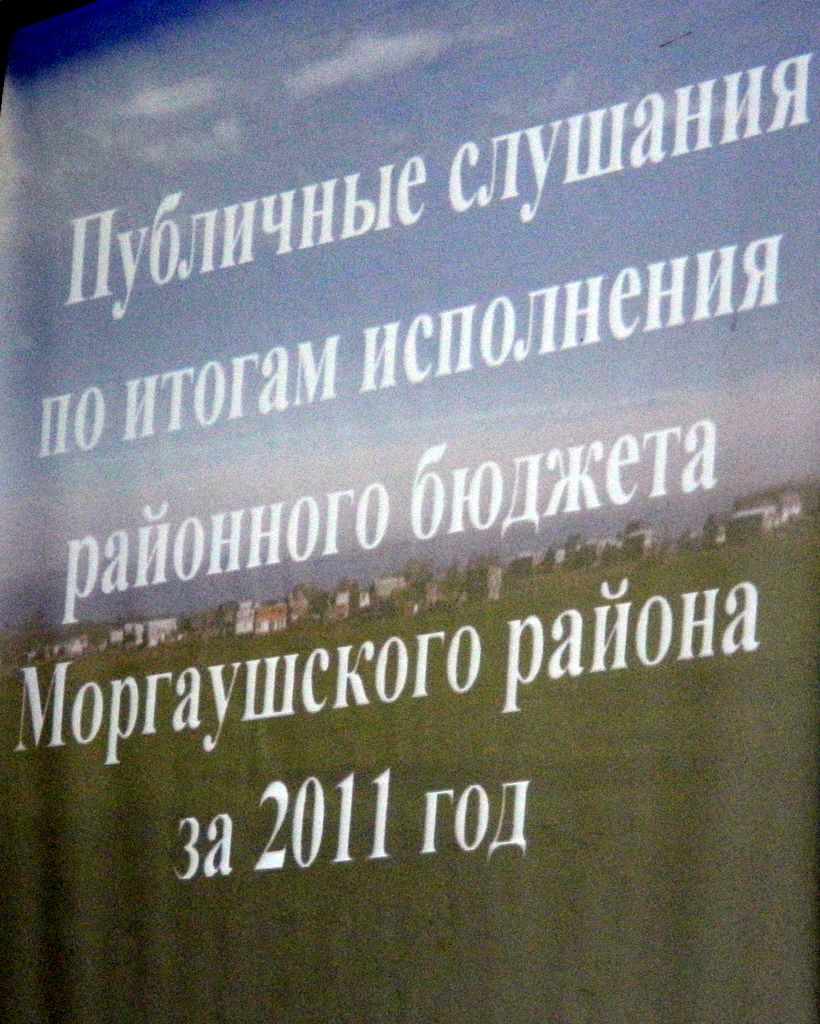 Публичные слушания
по итогам исполнения
районного бюджета
Моргаушского района
за 2011 год